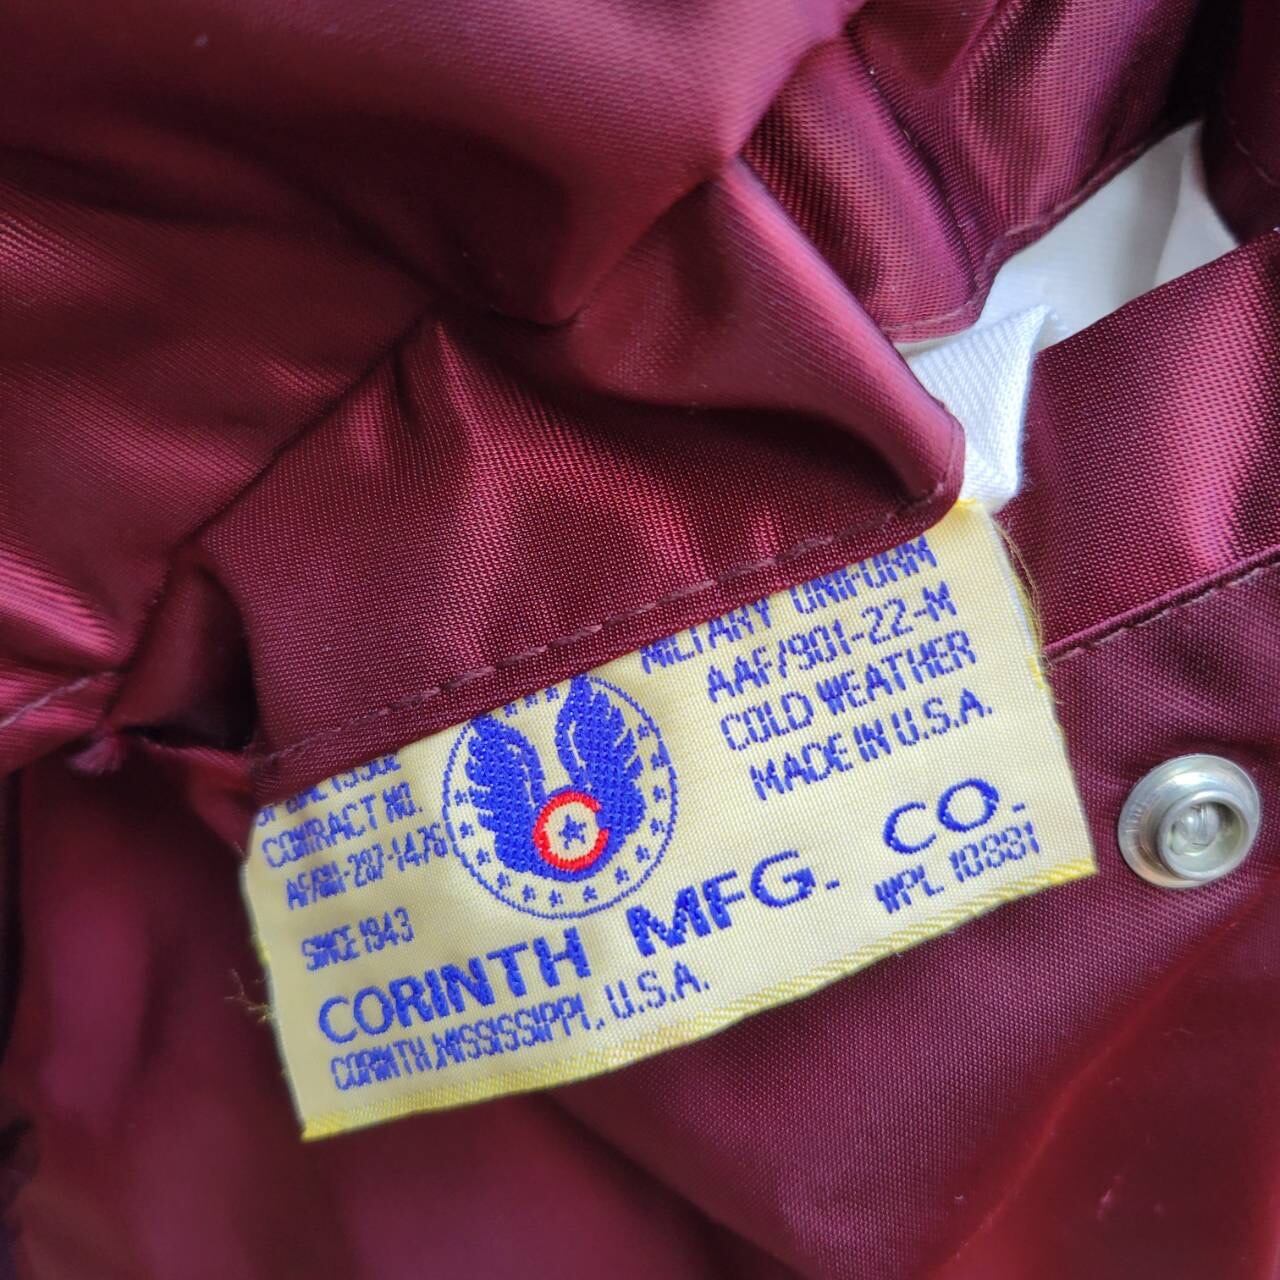 MILITARY UNIFORM
AAF/901-22-M
COLD WEATHER
MADE IN U.S.A.
CONTRACT NO.
SINCE 1943
C
CORINTH MFG. CO.
CORINTH,MISSISSIPPI, U.S.A.
WPL 10881